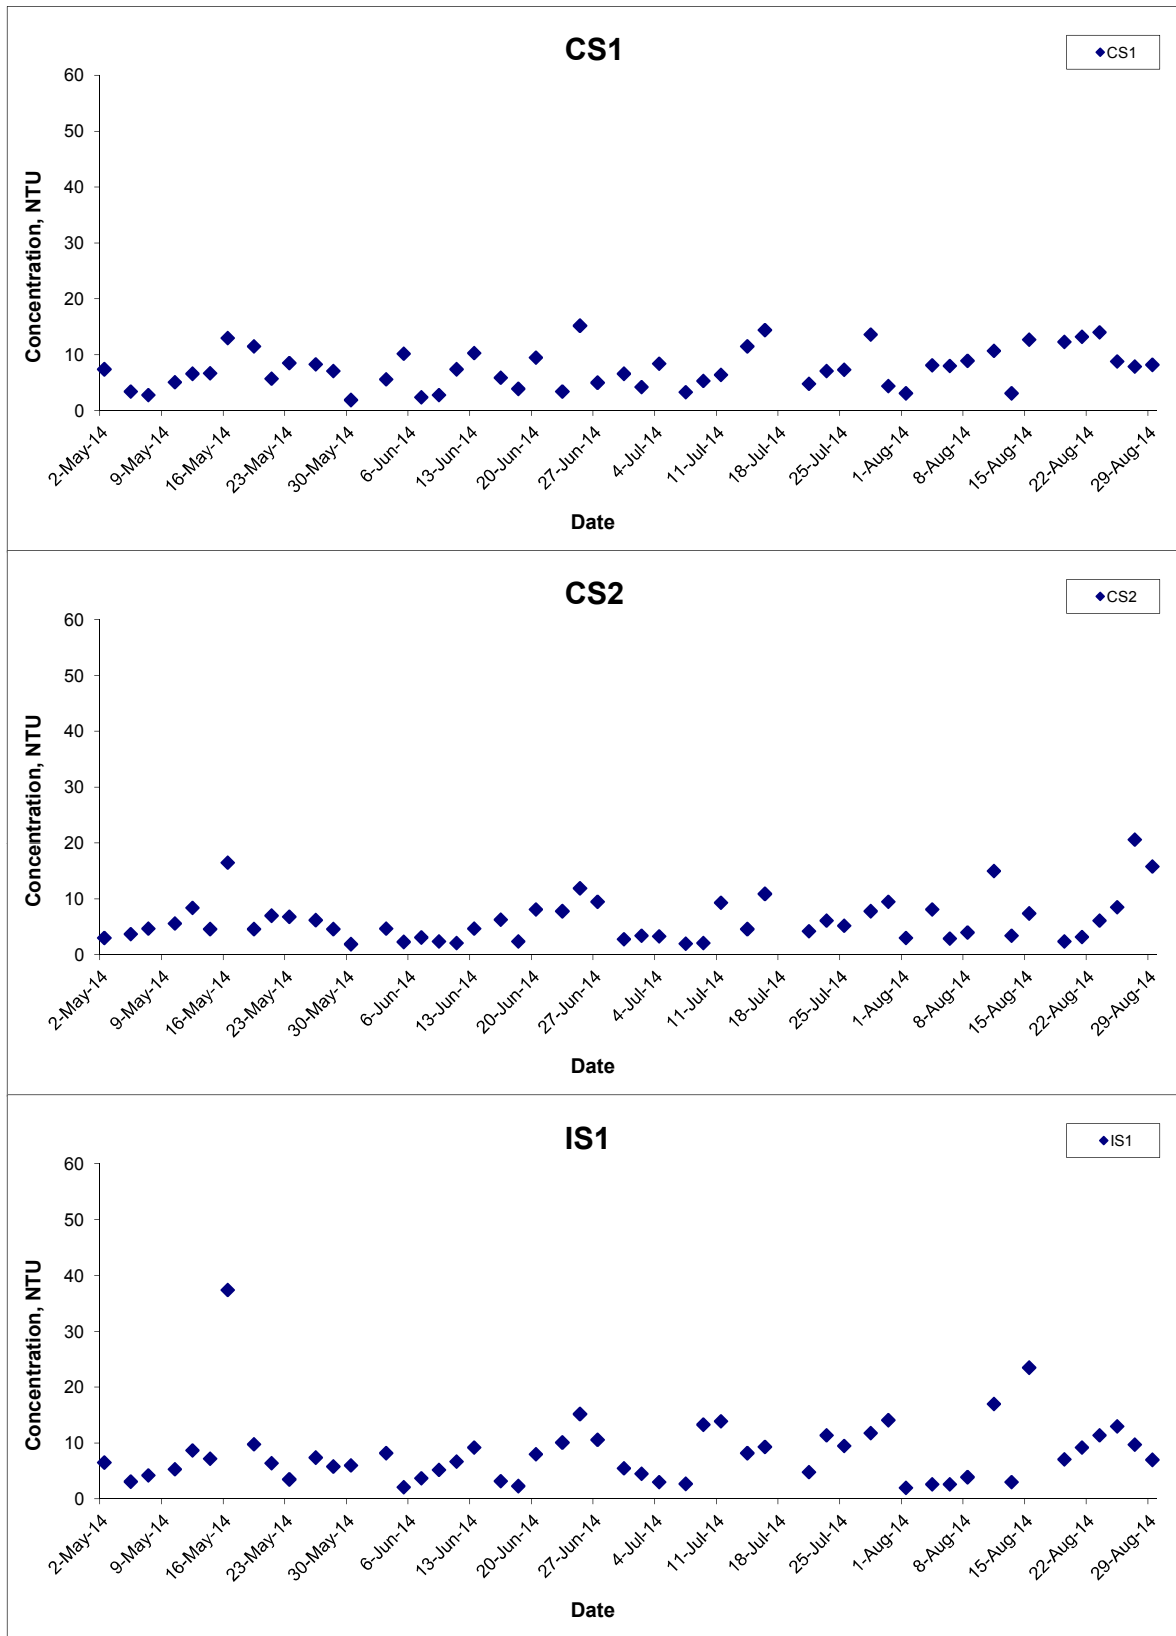 CS1
CS1
Concentration, NTU
60
50
40
30
20
10
0
2-May-14
9-May-14
16-May-14
23-May-14
30-May-14
6-Jun-14
13-Jun-14
20-Jun-14
27-Jun-14
4-Jul-14
11-Jul-14
18-Jul-14
25-Jul-14
1-Aug-14
8-Aug-14
15-Aug-14
22-Aug-14
29-Aug-14
Date
CS2
CS2
Concentration, NTU
60
50
40
30
20
10
0
2-May-14
9-May-14
16-May-14
23-May-14
30-May-14
6-Jun-14
13-Jun-14
20-Jun-14
27-Jun-14
4-Jul-14
11-Jul-14
18-Jul-14
25-Jul-14
1-Aug-14
8-Aug-14
15-Aug-14
22-Aug-14
29-Aug-14
Date
IS1
IS1
Concentration, NTU
60
50
40
30
20
10
0
2-May-14
9-May-14
16-May-14
23-May-14
30-May-14
6-Jun-14
13-Jun-14
20-Jun-14
27-Jun-14
4-Jul-14
11-Jul-14
18-Jul-14
25-Jul-14
1-Aug-14
8-Aug-14
15-Aug-14
22-Aug-14
29-Aug-14
Date